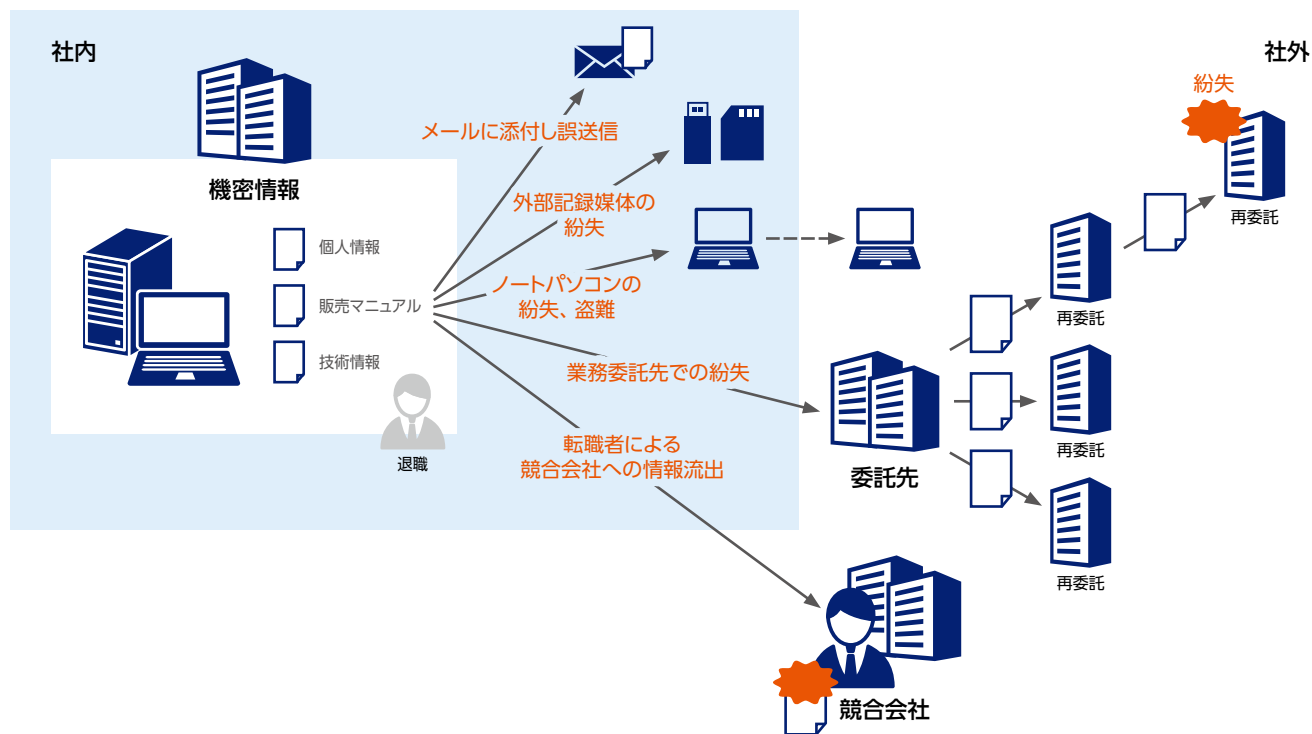 社内
社外
紛失
メールに添付し誤送信
機密情報
外部記録媒体の
紛失
再委託
個人情報
ノートパソコンの
紛失、盗難
販売マニュアル
再委託
技術情報
業務委託先での紛失
転職者による
競合会社への情報流出
退職
再委託
委託先
再委託
競合会社